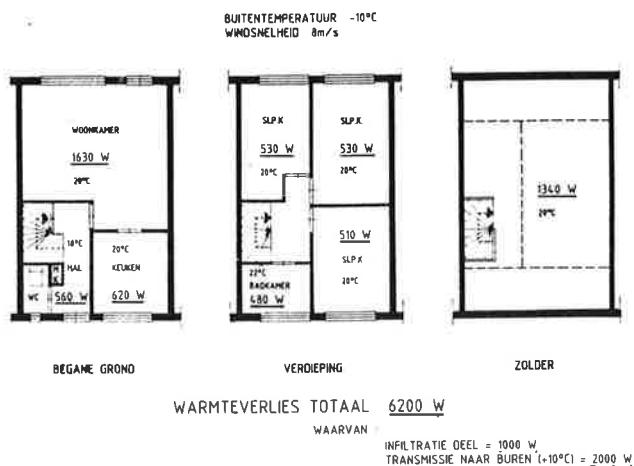 BUITENTEMPERATUUR -10°C
WINDSNELHEID 8m/s
WOONKAMER
1630 W
20°C
18°C
HAL
MK
WC
560 W
20°C
KEUKEN
620 W
SLP.K
530 W
20°C
SLP.K
530 W
20°C
510 W
SLP.K
20°C
22°C
BADKAMER
480 W
1340 W
20°C
BEGANE GROND
VERDIEPING
ZOLDER
WARMTEVERLIES TOTAAL 6200 W
WAARVAN
INFILTRATIE DEEL = 1000 W
TRANSMISSIE NAAR BUREN (+10°C) = 2000 W